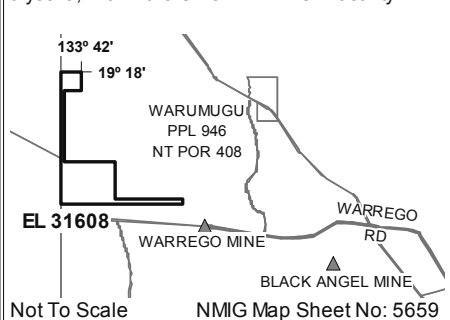 133º 42'
19º 18'
WARUMUGU
PPL 946
NT POR 408
WARREGO
RD
EL 31608
WARREGO MINE
BLACK ANGEL MINE
Not To Scale
NMIG Map Sheet No: 5659